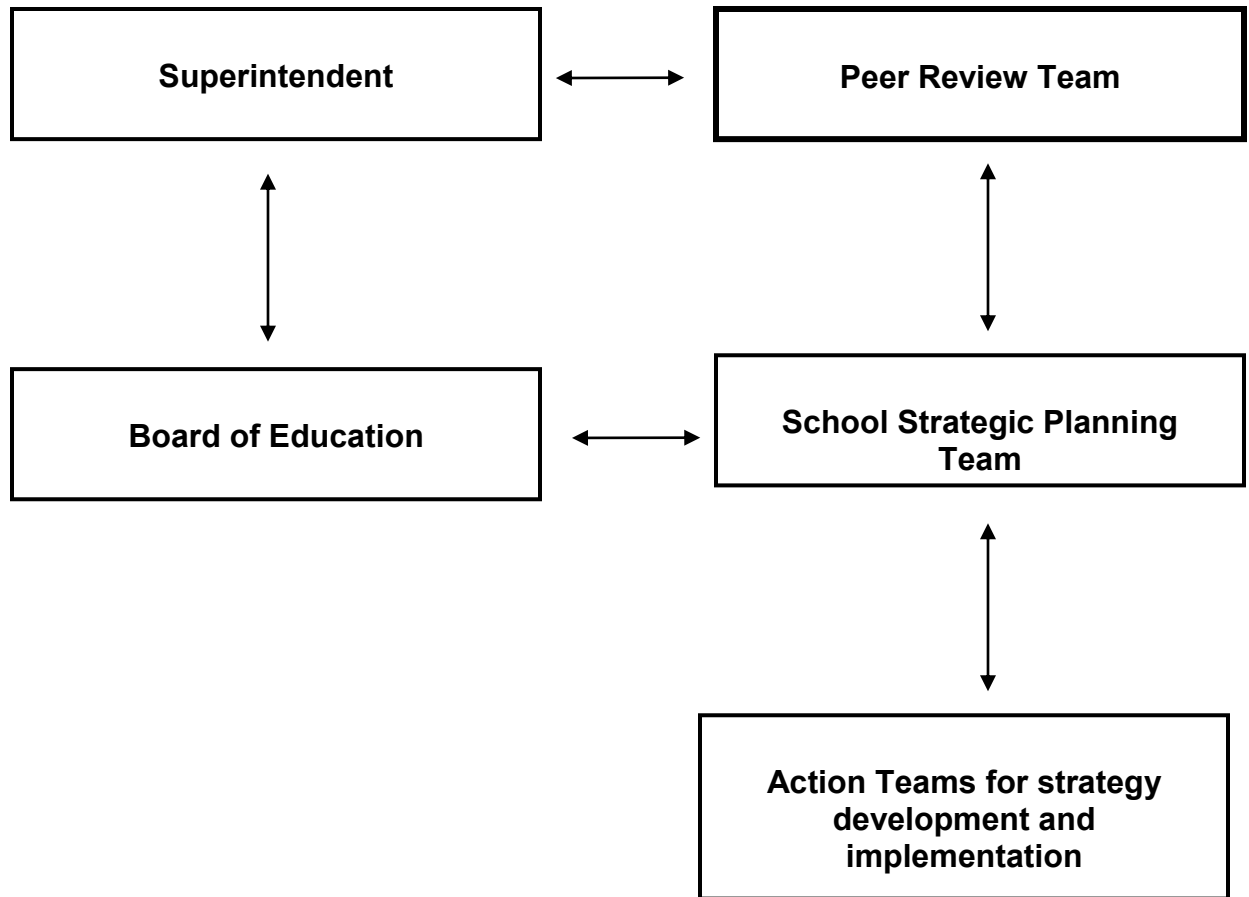 Superintendent
Peer Review Team
Board of Education
School Strategic Planning
Team
Action Teams for strategy
development and
implementation